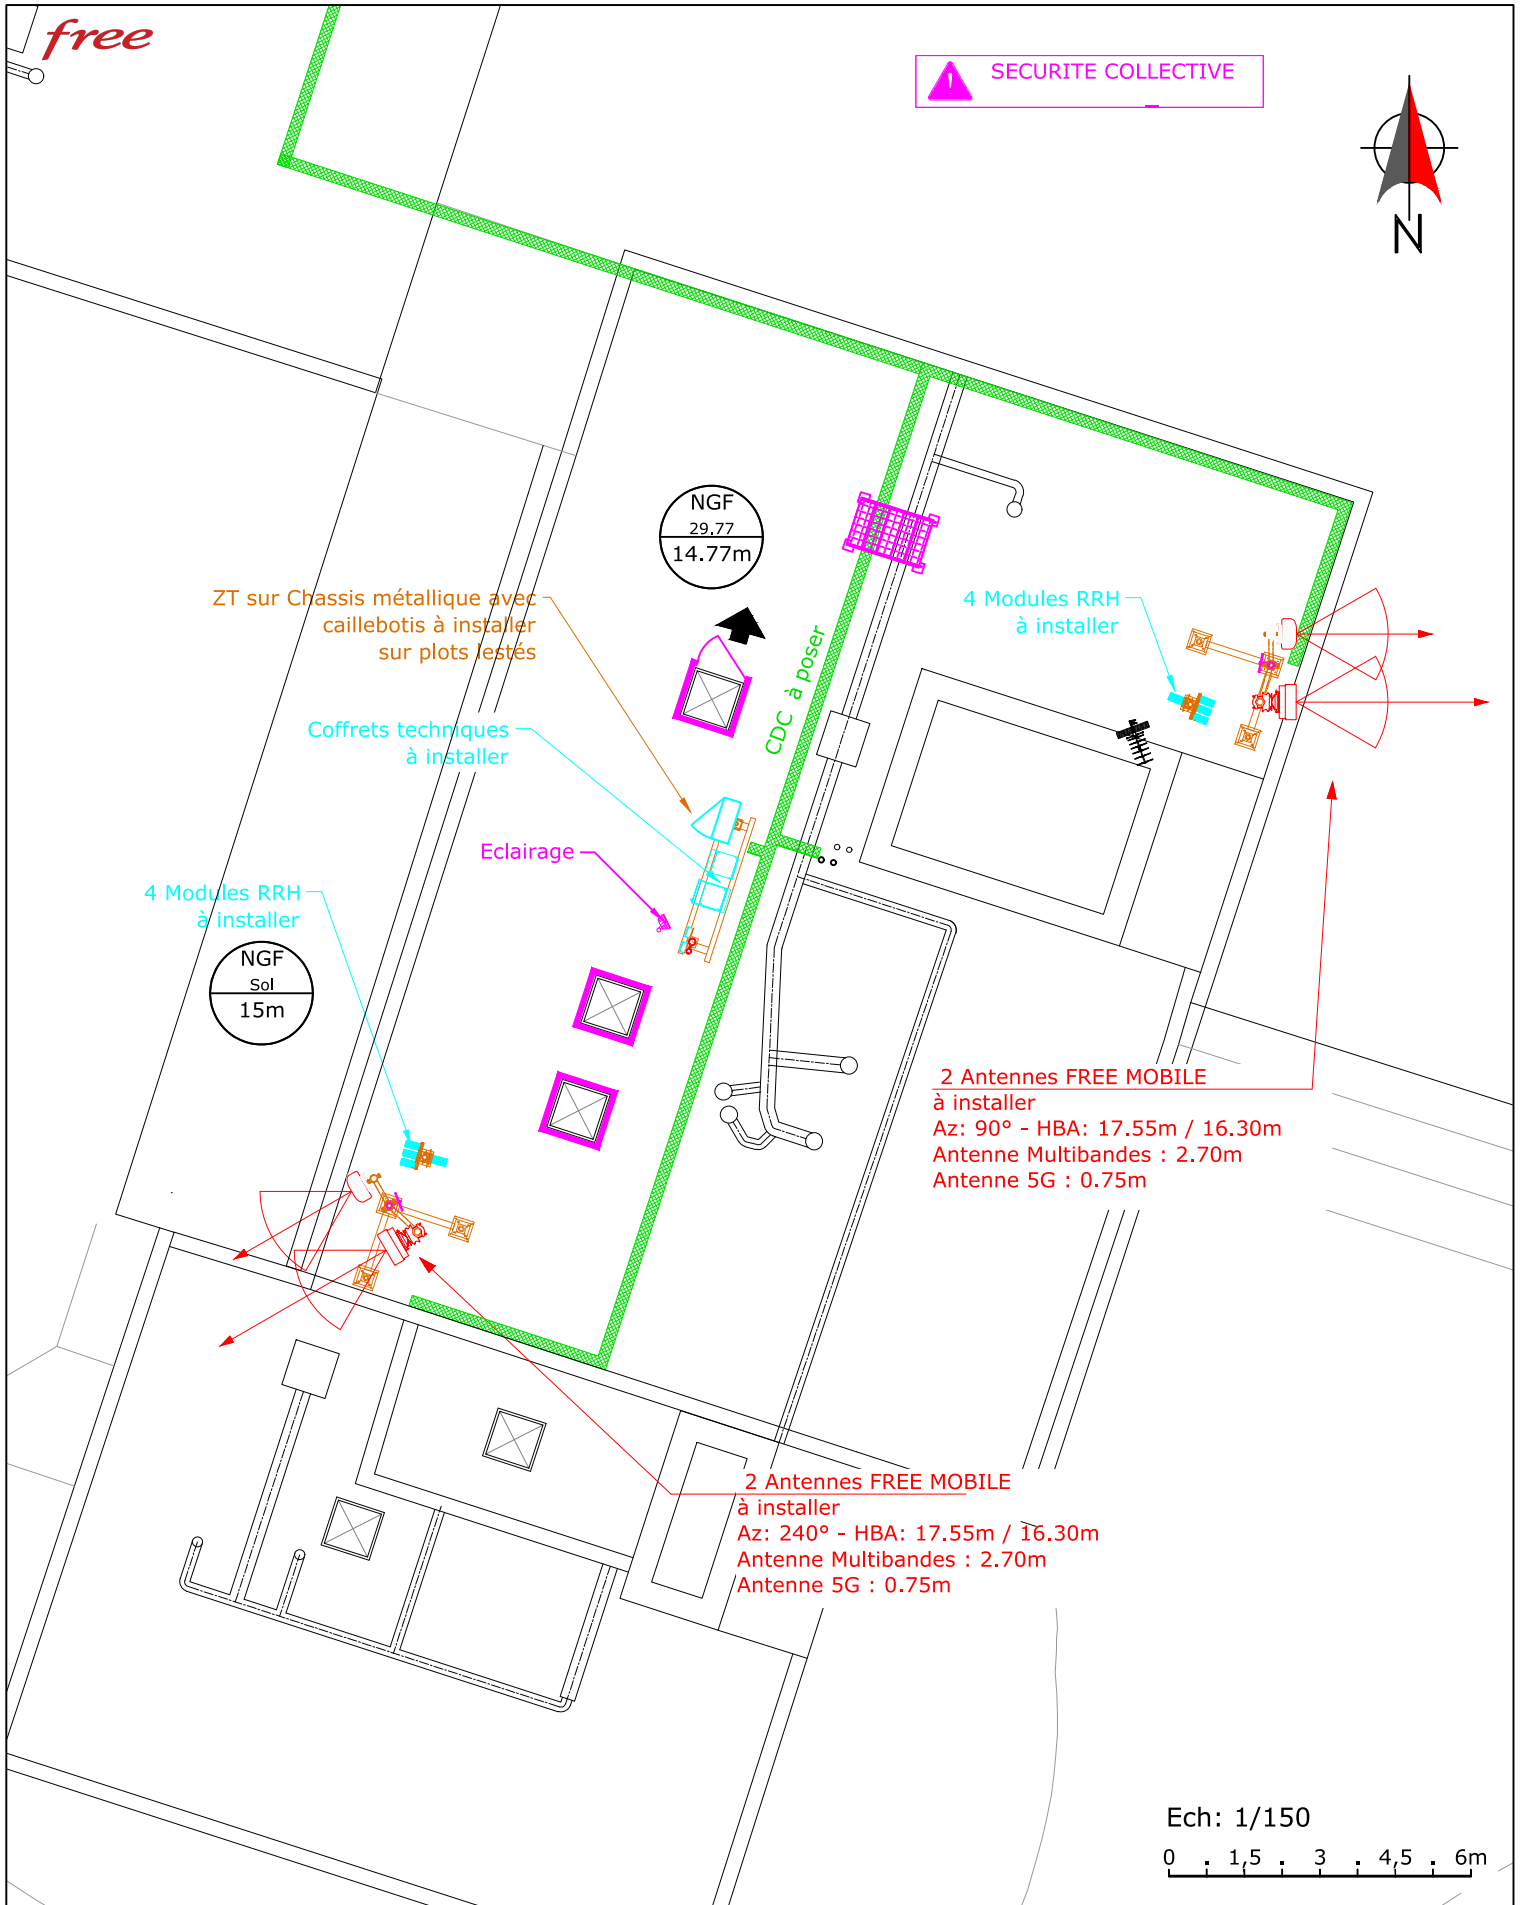 free
SECURITE COLLECTIVE
N
NGF
29.77
14.77m
ZT sur Chassis métallique avec
caillebotis à installer
sur plots lestés
4 Modules RRH
à installer
CDC à poser
Coffrets techniques
à installer
Eclairage
4 Modules RRH
à installer
NGF
Sol
15m
2 Antennes FREE MOBILE
à installer
Az: 90° - HBA: 17.55m / 16.30m
Antenne Multibandes : 2.70m
Antenne 5G : 0.75m
2 Antennes FREE MOBILE
à installer
Az: 240° - HBA: 17.55m / 16.30m
Antenne Multibandes : 2.70m
Antenne 5G : 0.75m
Ech: 1/150
0 1,5 3 4,5 6m